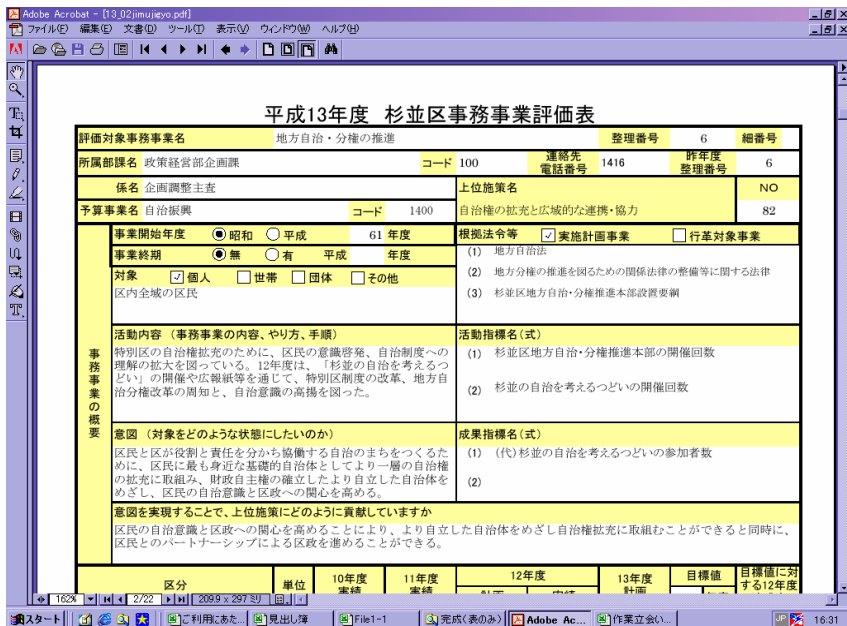 Adobe Acrobat - [13_02jimujigyo.pdf]
ファイル(F) 編集(E) 文書(D) ツール(T) 表示(V) ウィンドウ(W) ヘルプ(H)
平成13年度 杉並区事務事業評価表
評価対象事務事業名 地方自治・分権の推進 整理番号 6 細番号
所属部課名 政策経営部企画課 コード 100 連絡先電話番号 1416 昨年度整理番号 6
係名 企画調整主査 上位施策名 NO
予算事業名 自治振興 コード 1400 自治権の拡充と広域的な連携・協力 82
事務事業の概要
事業開始年度 昭和 平成 61 年度 根拠法令等 実施計画事業 行革対象事業
事業終期 無 有 平成 年度 (1) 地方自治法
対象 個人 世帯 団体 その他 (2) 地方分権の推進を図るための関係法律の整備等に関する法律
区内全域の区民 (3) 杉並区地方自治・分権推進本部設置要綱
活動内容 (事務事業の内容、やり方、手順)
特別区の自治権拡充のために、区民の意識啓発、自治制度への
理解の拡大を図っている。12年度は、「杉並の自治を考えるつ
どい」の開催や広報紙等を通じて、特別区制度の改革、地方自
治分権改革の周知と、自治意識の高揚を図った。
活動指標名(式)
(1) 杉並区地方自治・分権推進本部の開催回数
(2) 杉並の自治を考えるつどいの開催回数
意図 (対象をどのような状態にしたいのか)
区民と区が役割と責任を分かち協働する自治のまちをつくるた
めに、区民に最も身近な基礎的自治体としてより一層の自治権
の拡充に取組み、財政自主権の確立したより自立した自治体を
めざし、区民の自治意識と区政への関心を高める。
成果指標名(式)
(1) (代)杉並の自治を考えるつどいの参加者数
(2)
意図を実現することで、上位施策にどのように貢献していますか
区民の自治意識と区政への関心を高めることにより、より自立した自治体をめざし自治権拡充に取組むことができると同時に、
区民とのパートナーシップによる区政を進めることができる。
区分 単位 10年度 11年度 12年度 13年度 目標値 目標値に対
実績 実績 計画 する12年度
162% 2/22 209.9 x 297 ミリ
スタート ご利用にあた... 見出し簿 File1-1 完成(表のみ) Adobe Ac... 作業立会い... JP 16:31